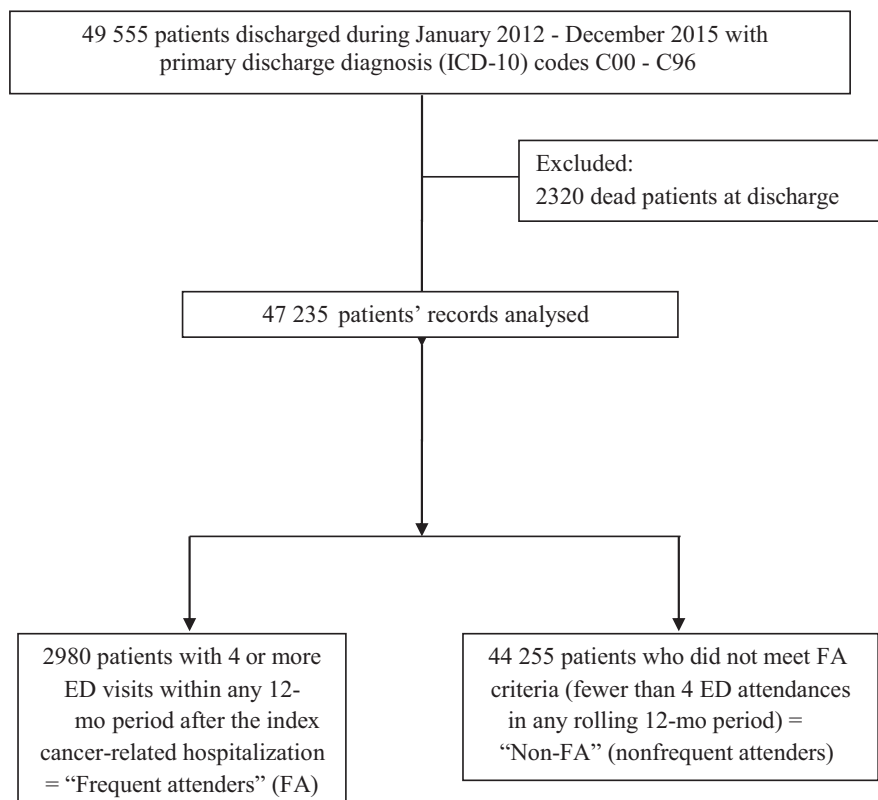 49 555 patients discharged during January 2012 - December 2015 with
primary discharge diagnosis (ICD-10) codes C00 - C96
Excluded:
2320 dead patients at discharge
47 235 patients’ records analysed
2980 patients with 4 or more
ED visits within any 12-
mo period after the index
cancer-related hospitalization
= “Frequent attenders” (FA)
44 255 patients who did not meet FA
criteria (fewer than 4 ED attendances
in any rolling 12-mo period) =
“Non-FA” (nonfrequent attenders)